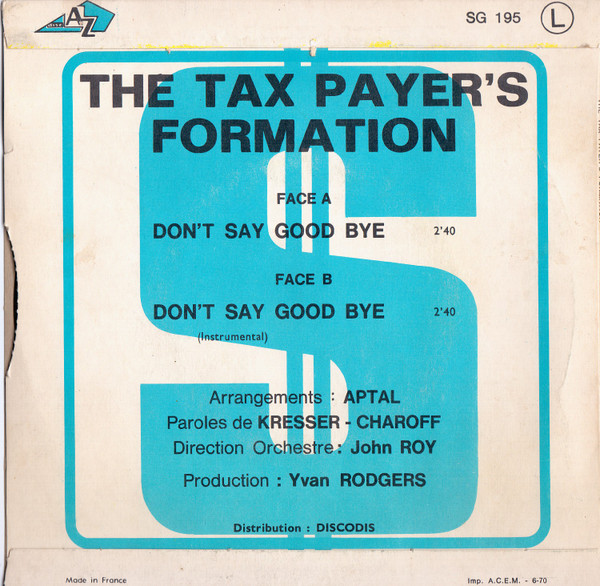 AZ
SG 195 L
THE TAX PAYER'S
FORMATION
FACE A
DON'T SAY GOOD BYE 2'40
FACE B
DON'T SAY GOOD BYE 2'40
(Instrumental)
Arrangements : APTAL
Paroles de KRESSER - CHAROFF
Direction Orchestre : John ROY
Production : Yvan RODGERS
Distribution : DISCODIS
Made in France
Imp. A.C.E.M. - 6-70